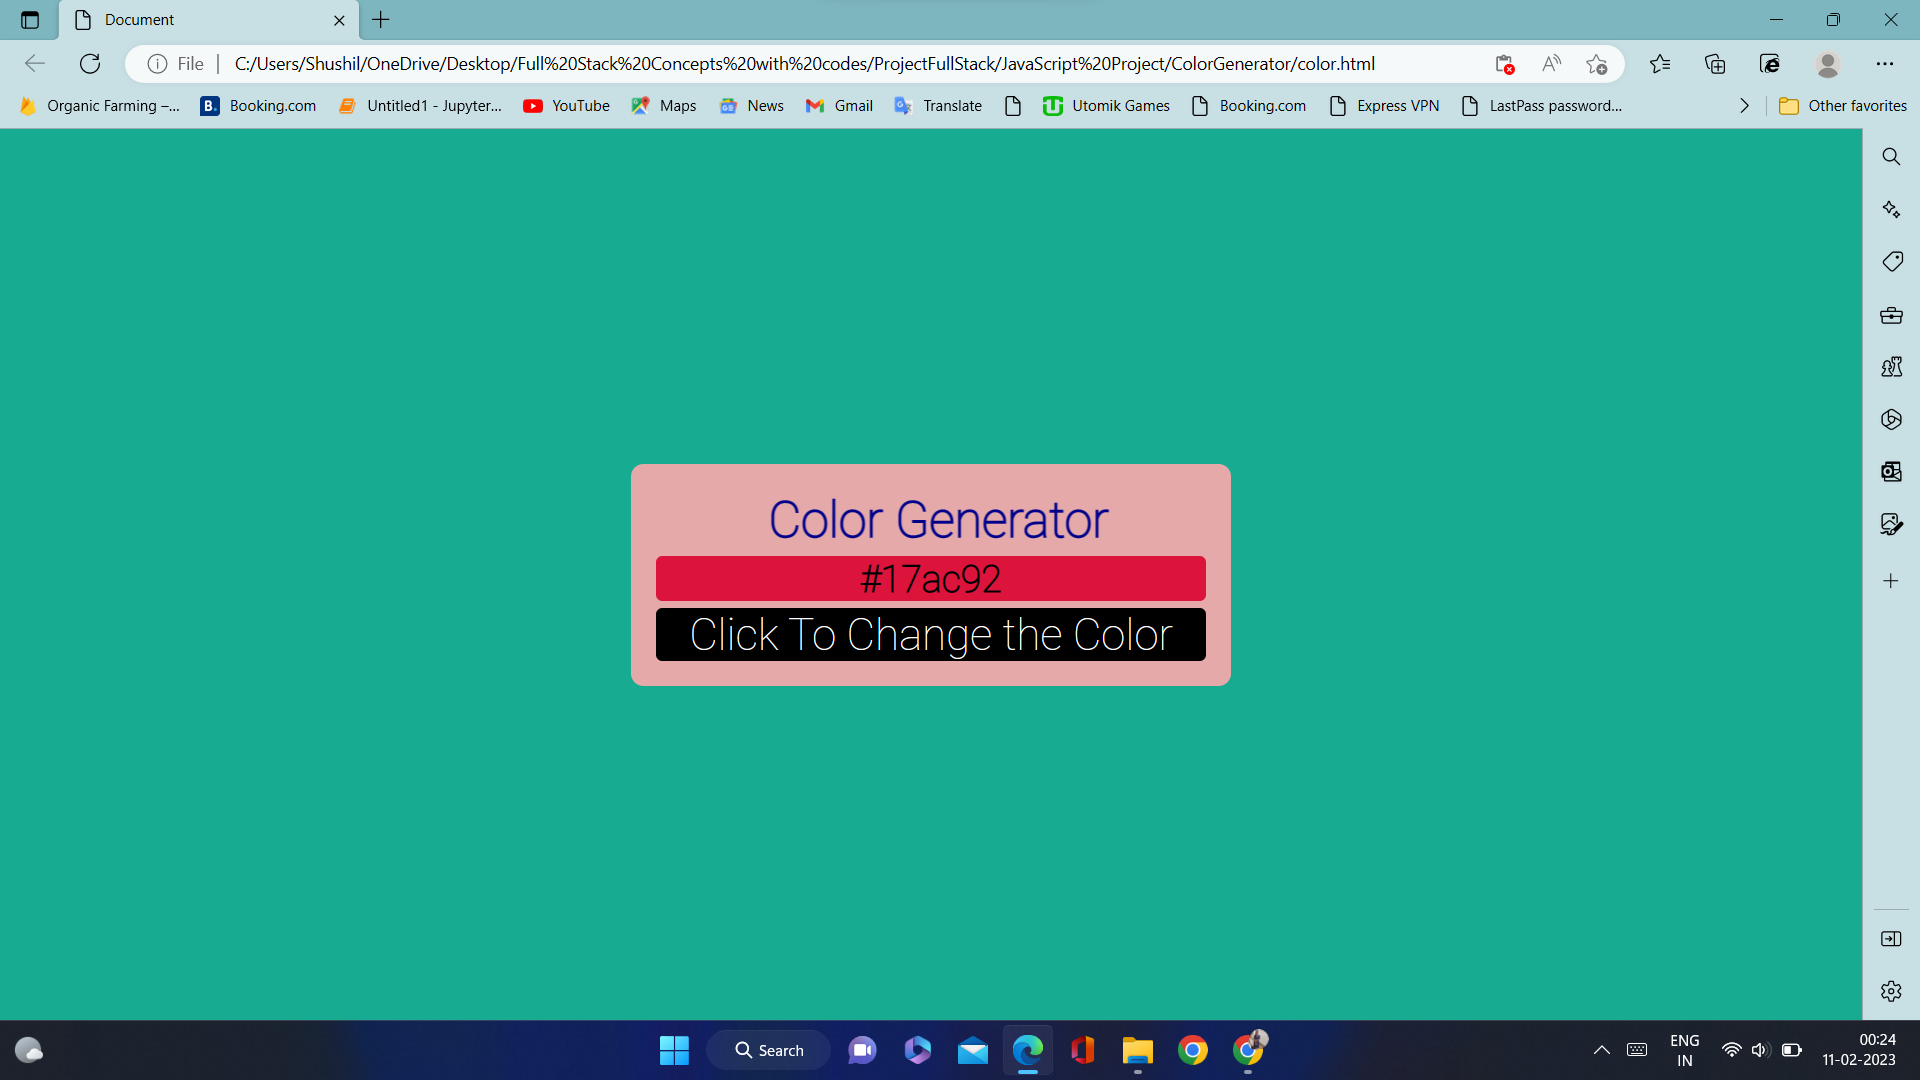 Document
File
C:/Users/Shushil/OneDrive/Desktop/Full%20Stack%20Concepts%20with%20codes/ProjectFullStack/JavaScript%20Project/ColorGenerator/color.html
Organic Farming –... B. Booking.com Untitled1 - Jupyter... YouTube Maps News Gmail Translate Utomik Games Booking.com Express VPN LastPass password... Other favorites
Color Generator
#17ac92
Click To Change the Color
Search
ENG
IN
00:24
11-02-2023